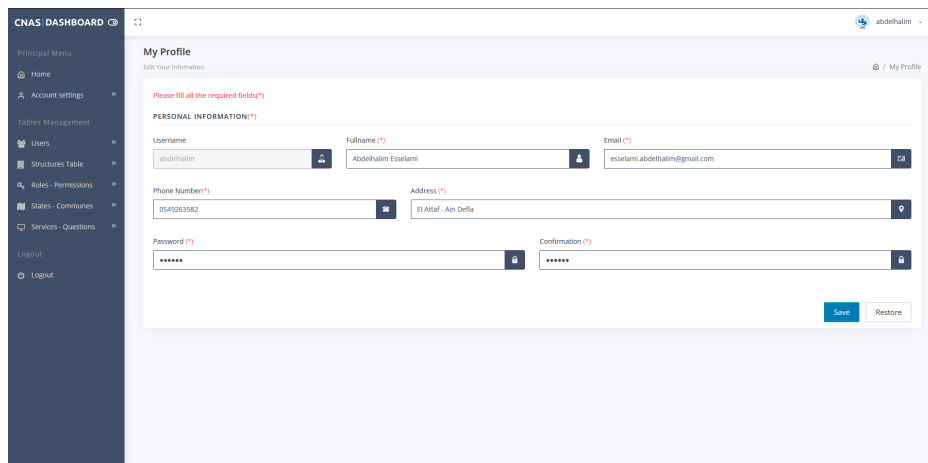 CNAS|DASHBOARD
abdelhalim
Principal Menu
Home
Account settings
Tables Management
Users
Structures Table
Roles - Permissions
States - Communes
Services - Questions
Logout
Logout
My Profile
Edit Your Infomation
/ My Profile
Please fill all the required fields(*)
PERSONAL INFORMATION(*)
Username
Fullname (*)
Email (*)
abdelhalim
Abdelhalim Esselami
esselami.abdelhalim@gmail.com
Phone Number(*)
Address (*)
0549263582
El Attaf - Ain Defla
Password (*)
Confirmation (*)
••••••
••••••
Save
Restore